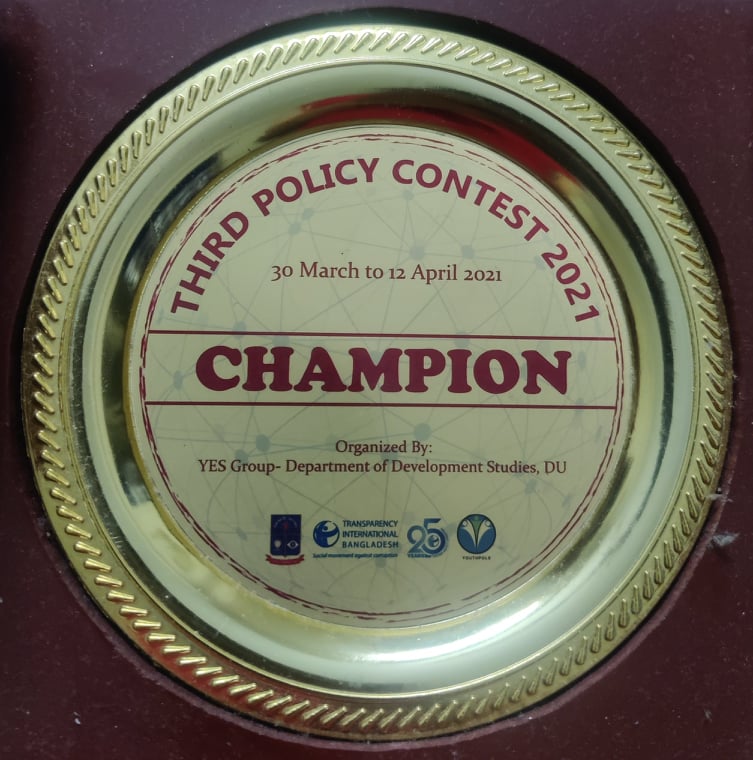 THIRD POLICY CONTEST 2021
30 March to 12 April 2021
CHAMPION
Organized By:
YES Group- Department of Development Studies, DU
TRANSPARENCY
INTERNATIONAL
BANGLADESH
Social movement against corruption
25
YEARS
YOUTHPOLE